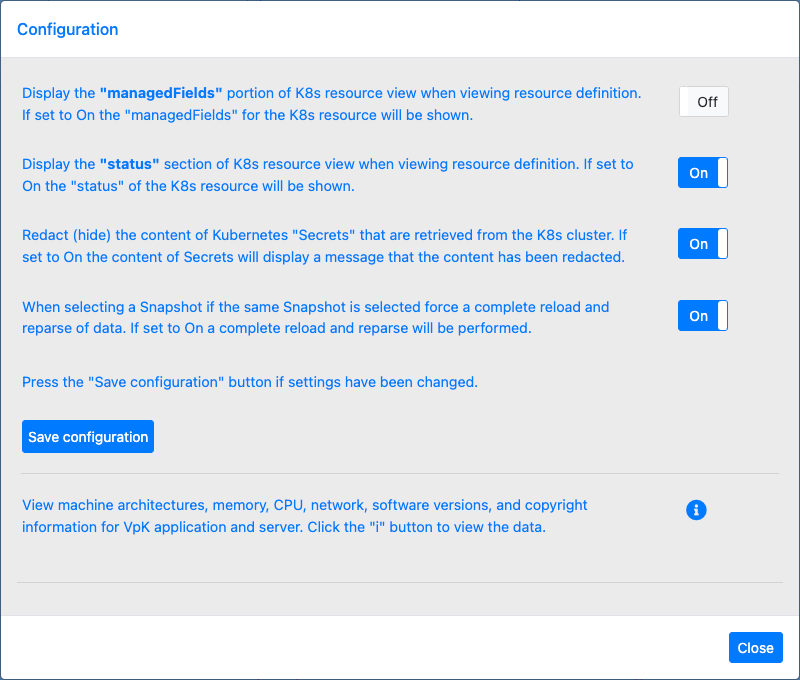 Configuration
Display the "managedFields" portion of K8s resource view when viewing resource definition.
If set to On the "managedFields" for the K8s resource will be shown.
Off
Display the "status" section of K8s resource view when viewing resource definition. If set to
On the "status" of the K8s resource will be shown.
On
Redact (hide) the content of Kubernetes "Secrets" that are retrieved from the K8s cluster. If
set to On the content of Secrets will display a message that the content has been redacted.
On
When selecting a Snapshot if the same Snapshot is selected force a complete reload and
reparse of data. If set to On a complete reload and reparse will be performed.
On
Press the "Save configuration" button if settings have been changed.
Save configuration
View machine architectures, memory, CPU, network, software versions, and copyright
information for VpK application and server. Click the "i" button to view the data.
i
Close